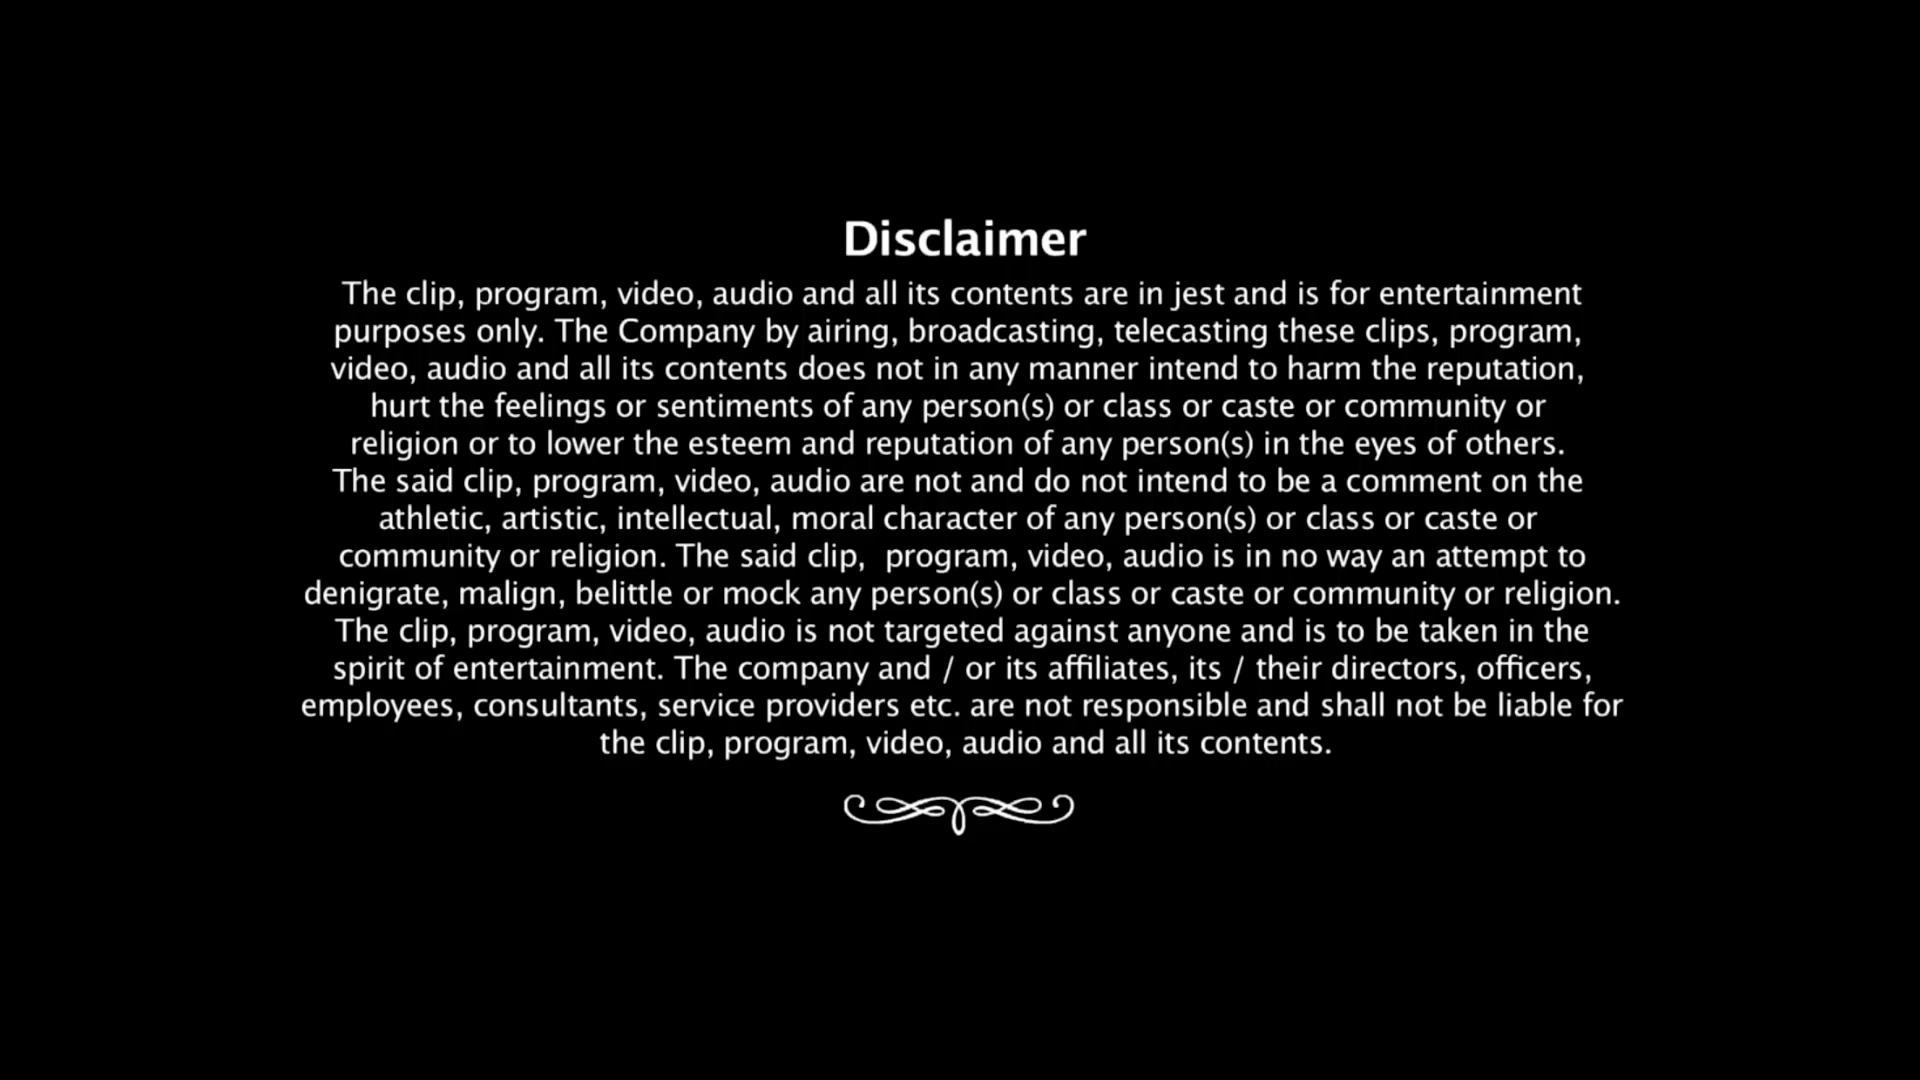 Disclaimer
The clip, program, video, audio and all its contents are in jest and is for entertainment
purposes only. The Company by airing, broadcasting, telecasting these clips, program,
video, audio and all its contents does not in any manner intend to harm the reputation,
hurt the feelings or sentiments of any person(s) or class or caste or community or
religion or to lower the esteem and reputation of any person(s) in the eyes of others.
The said clip, program, video, audio are not and do not intend to be a comment on the
athletic, artistic, intellectual, moral character of any person(s) or class or caste or
community or religion. The said clip,  program, video, audio is in no way an attempt to
denigrate, malign, belittle or mock any person(s) or class or caste or community or religion.
The clip, program, video, audio is not targeted against anyone and is to be taken in the
spirit of entertainment. The company and / or its affiliates, its / their directors, officers,
employees, consultants, service providers etc. are not responsible and shall not be liable for
the clip, program, video, audio and all its contents.